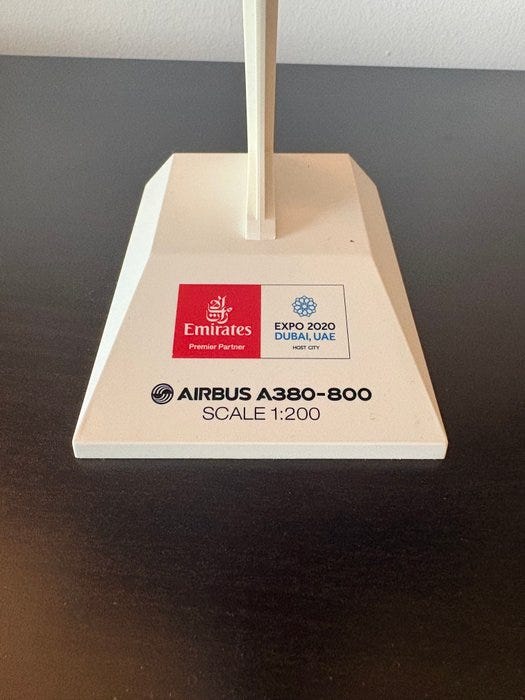 Emirates
Premier Partner
EXPO 2020
DUBAI, UAE
HOST CITY
AIRBUS A380-800
SCALE 1:200